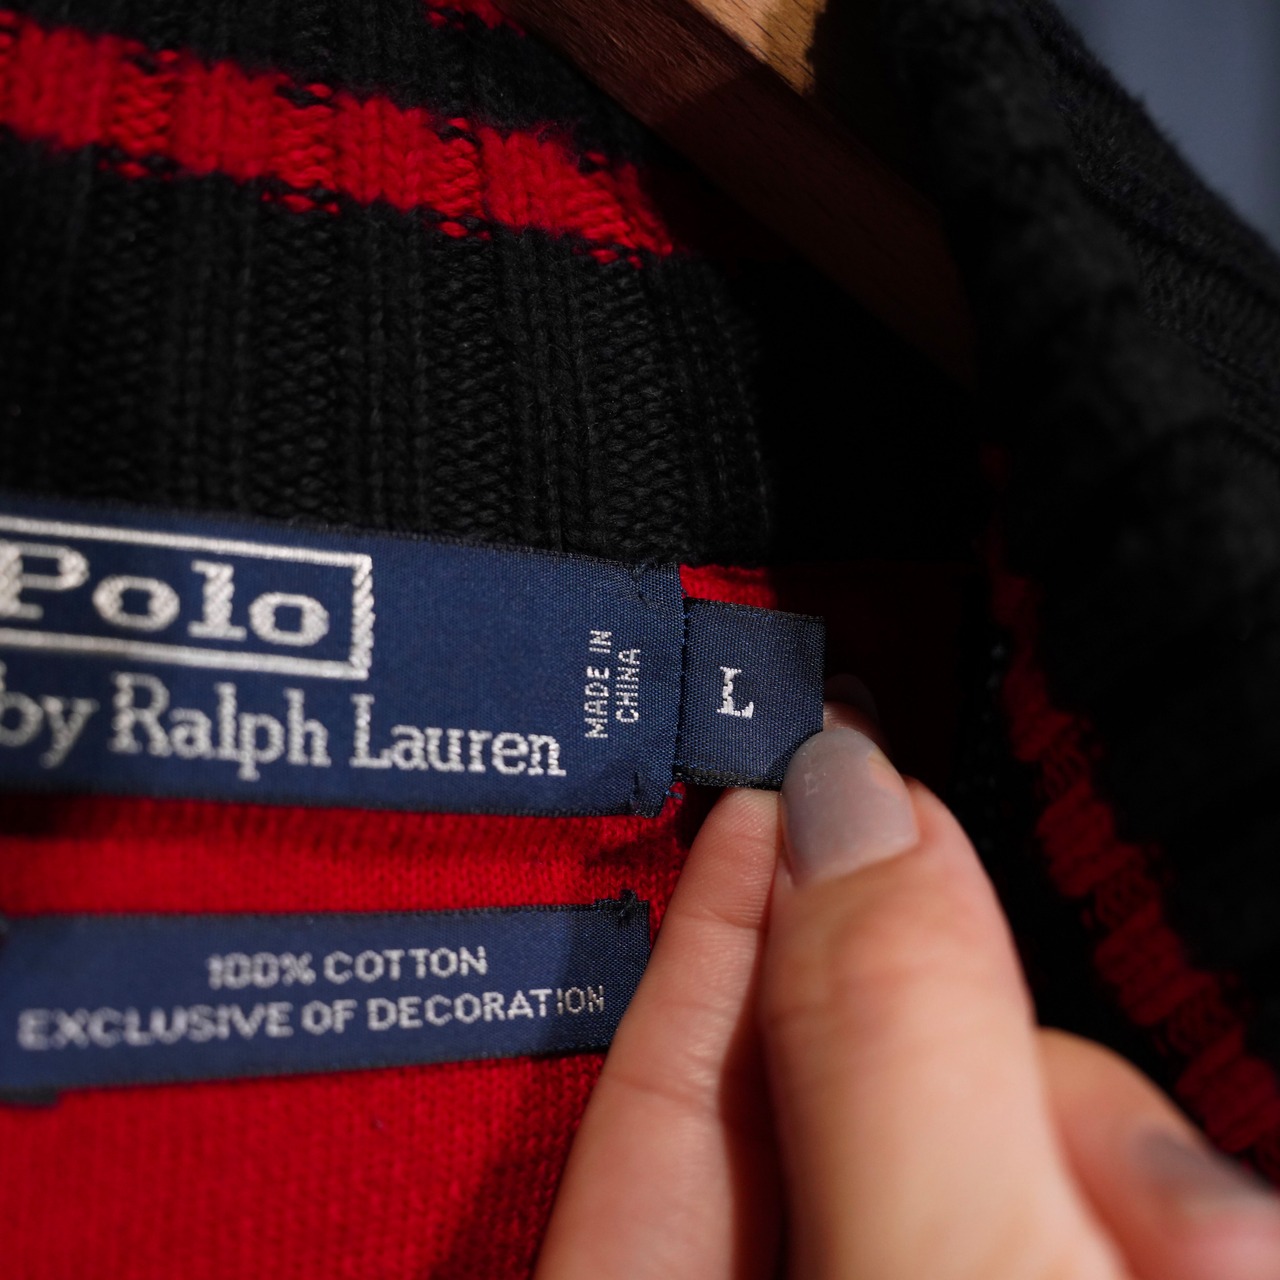 Polo
by Ralph Lauren
MADE IN
CHINA
L
100% COTTON
EXCLUSIVE OF DECORATION